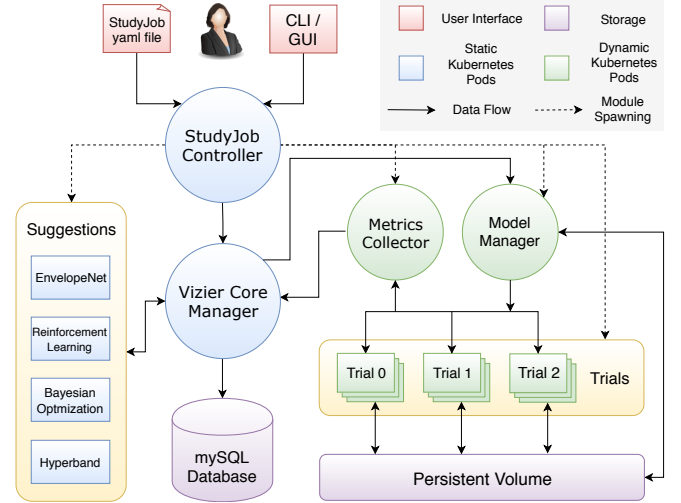 StudyJob
yaml file
CLI /
GUI
User Interface
Storage
Static
Kubernetes
Pods
Dynamic
Kubernetes
Pods
Data Flow
Module
Spawning
StudyJob
Controller
Suggestions
EnvelopeNet
Reinforcement
Learning
Bayesian
Optmization
Hyperband
Vizier Core
Manager
Metrics
Collector
Model
Manager
Trial 0
Trial 1
Trial 2
Trials
mySQL
Database
Persistent Volume